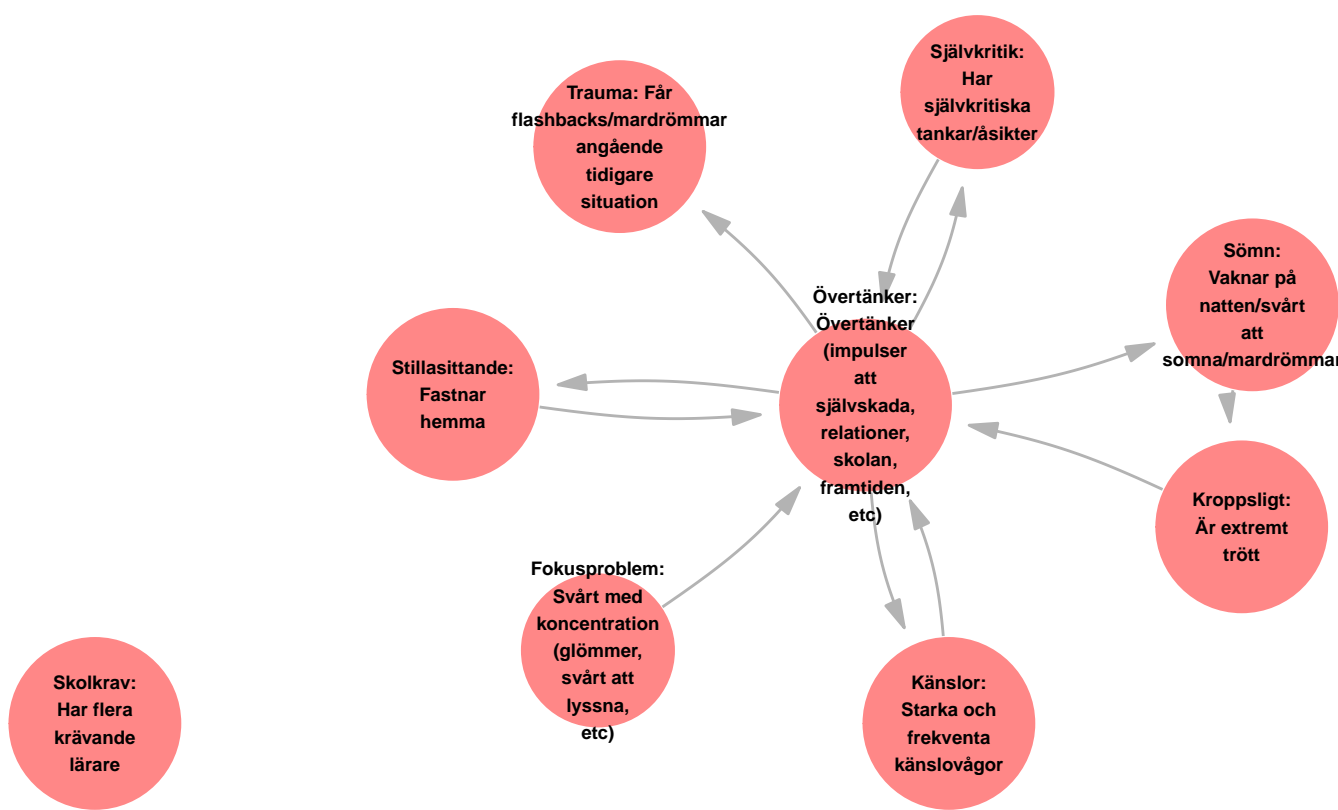 Självkritik:
Har
självkritiska
tankar/åsikter
Trauma: Får
flashbacks/mardrömmar
angående
tidigare
situation
Sömn:
Vaknar på
natten/svårt
att
somna/mardrömmar
Övertänker:
Övertänker
(impulser
att
självskada,
relationer,
skolan,
framtiden,
etc)
Stillasittande:
Fastnar
hemma
Kroppsligt:
Är extremt
trött
Fokusproblem:
Svårt med
koncentration
(glömmer,
svårt att
lyssna,
etc)
Skolkrav:
Har flera
krävande
lärare
Känslor:
Starka och
frekventa
känslovågor